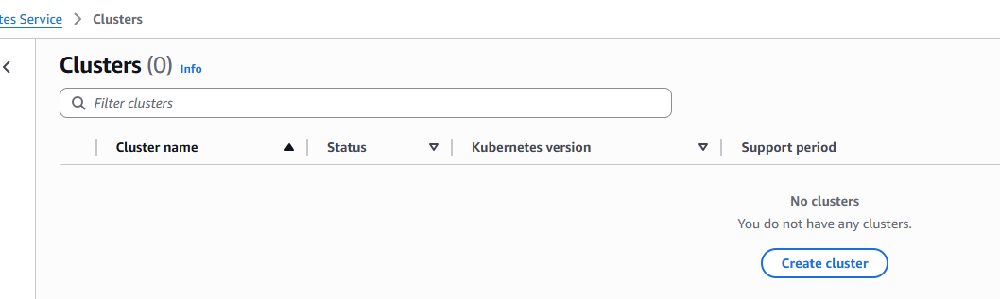 tes Service > Clusters
Clusters (0) Info
Filter clusters
Cluster name Status Kubernetes version Support period
No clusters
You do not have any clusters.
Create cluster